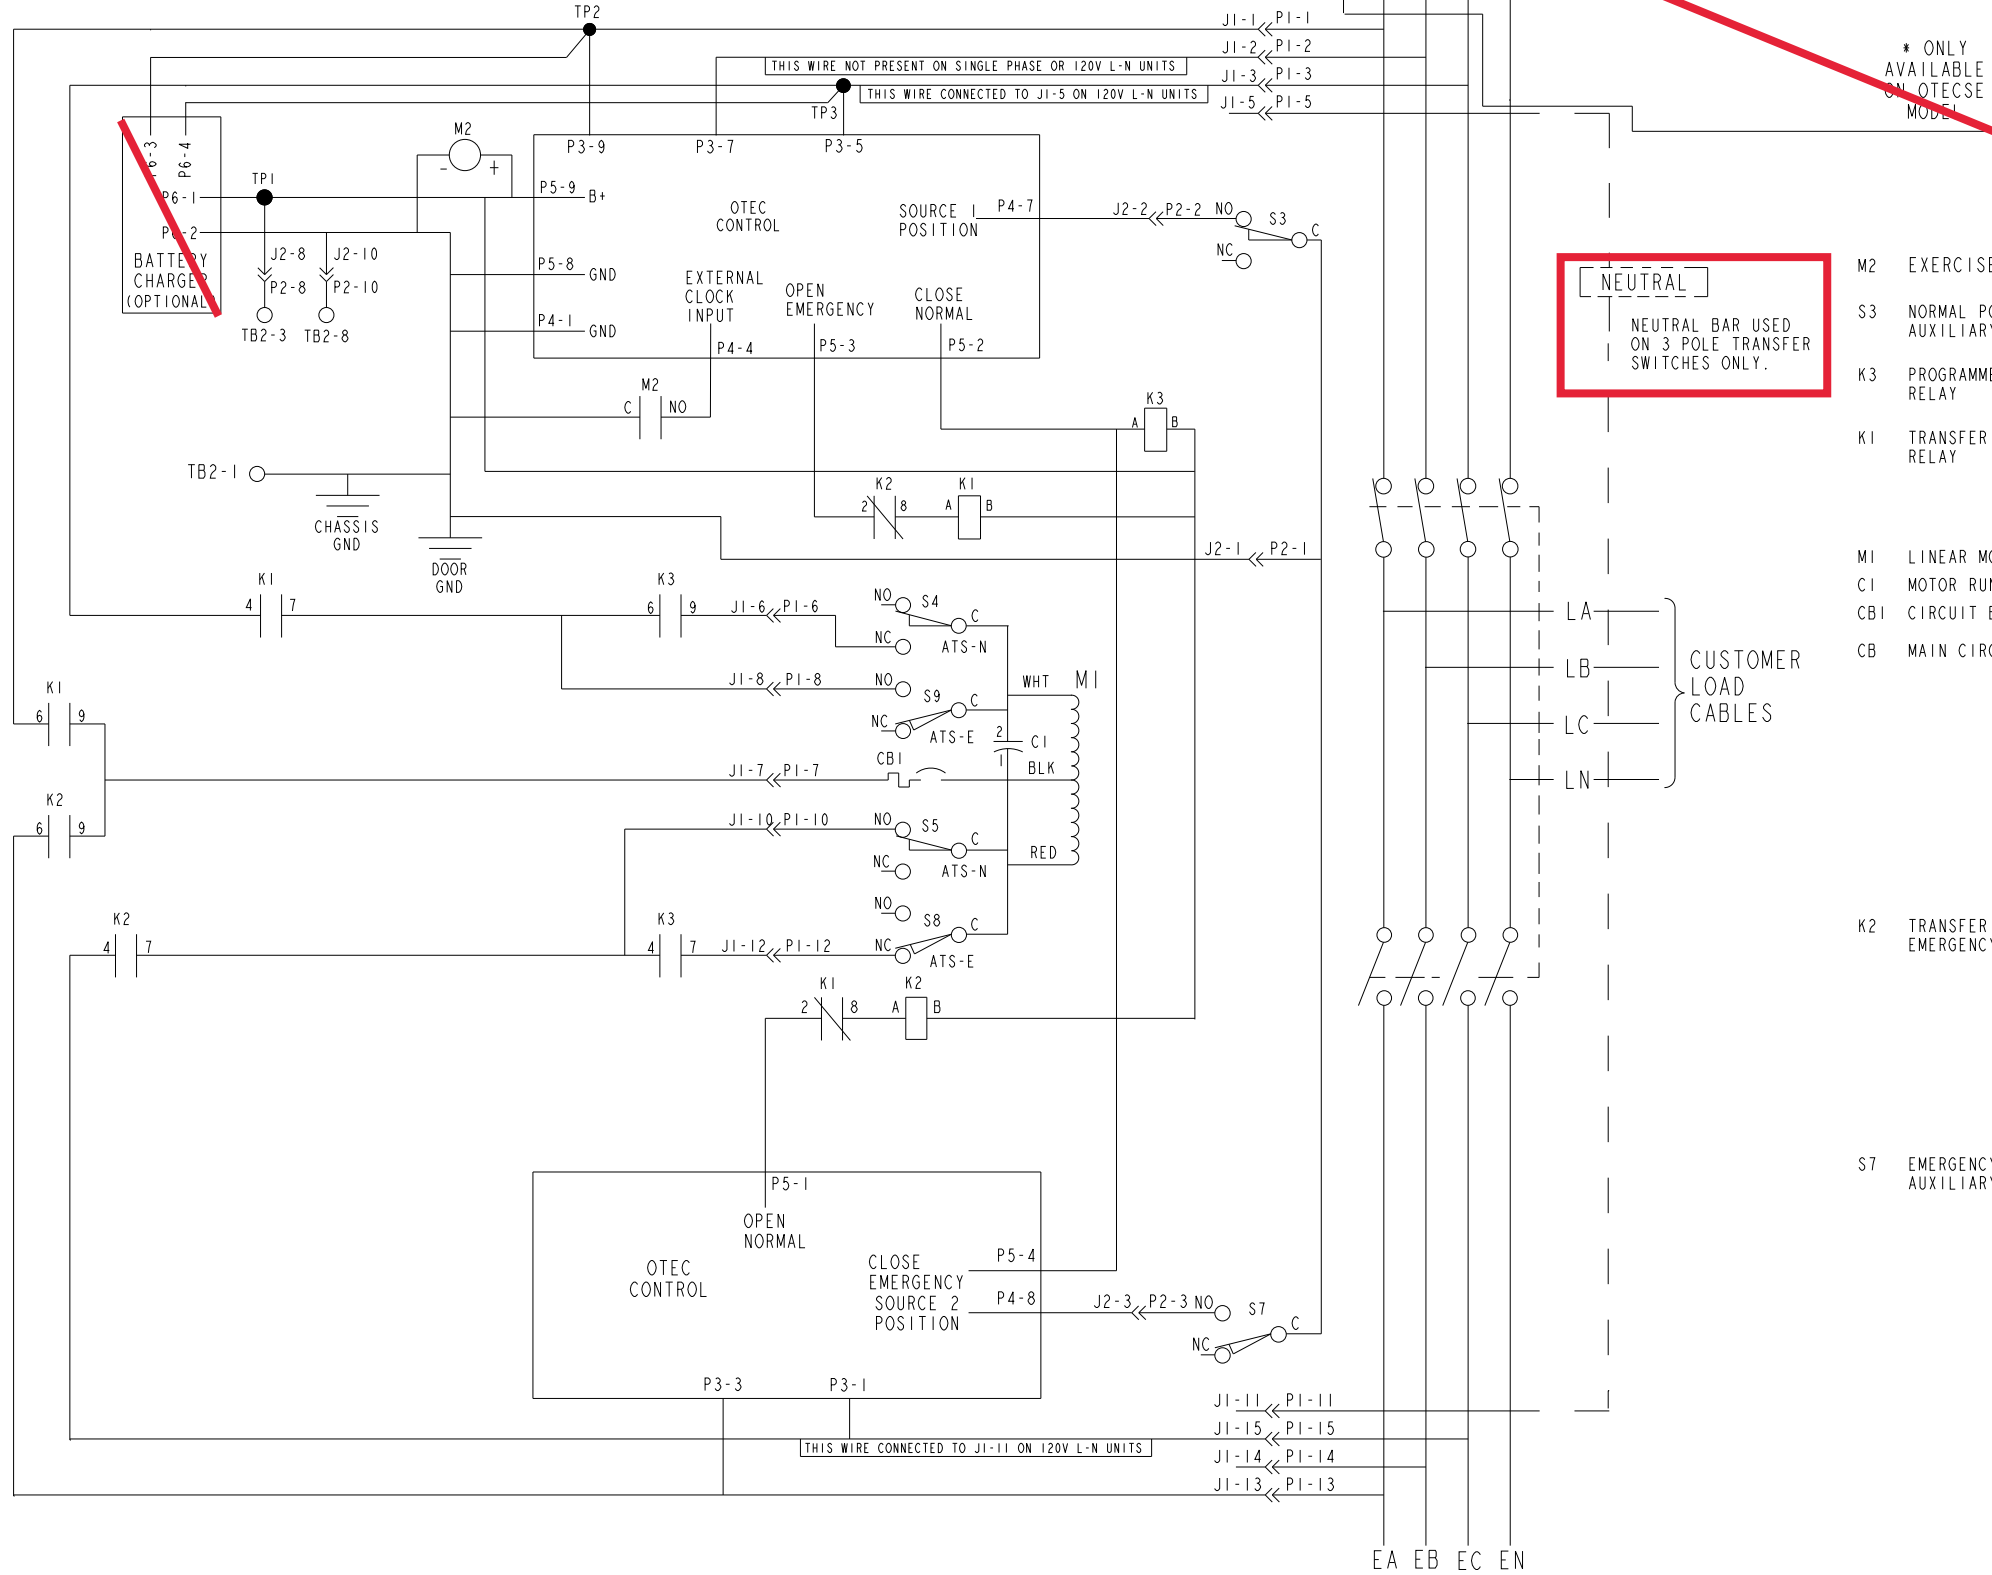 TP2
J1-1 P1-1
J1-2 P1-2
THIS WIRE NOT PRESENT ON SINGLE PHASE OR 120V L-N UNITS
J1-3 P1-3
THIS WIRE CONNECTED TO J1-5 ON 120V L-N UNITS
J1-5 P1-5
TP3
* ONLY
AVAILABLE
ON OTECSE
MODEL
M2
- +
P6-3
P6-4
P6-1
P6-2
BATTERY
CHARGER
(OPTIONAL)
TP1
J2-8
P2-8
TB2-3
J2-10
P2-10
TB2-8
P3-9
P3-7
P3-5
P5-9
B+
OTEC
CONTROL
SOURCE 1
POSITION
P4-7
J2-2 P2-2 NO
S3
C
NC
P5-8
GND
P4-1
GND
EXTERNAL
CLOCK
INPUT
P4-4
OPEN
EMERGENCY
P5-3
CLOSE
NORMAL
P5-2
NEUTRAL
NEUTRAL BAR USED
ON 3 POLE TRANSFER
SWITCHES ONLY.
M2 EXERCISE
S3 NORMAL PO
AUXILIARY
K3 PROGRAMME
RELAY
K1 TRANSFER
RELAY
M1 LINEAR MO
C1 MOTOR RUN
CB1 CIRCUIT B
CB MAIN CIRC
K2 TRANSFER
EMERGENCY
S7 EMERGENCY
AUXILIARY
M2
C NO
K3
A B
TB2-1
CHASSIS
GND
DOOR
GND
K2
2 8
K1
A B
J2-1 P2-1
K1
4 7
K3
6 9
J1-6 P1-6
NO
S4
C
NC
ATS-N
J1-8 P1-8
NO
S9
C
NC
ATS-E
WHT
M1
2
C1
1
K1
6 9
J1-7 P1-7
CB1
BLK
K2
6 9
J1-10 P1-10
NO
S5
C
NC
ATS-N
RED
K2
4 7
K3
4 7
J1-12 P1-12
NO
S8
C
NC
ATS-E
K1
2 8
K2
A B
LA
LB
LC
LN
CUSTOMER
LOAD
CABLES
P5-1
OPEN
NORMAL
OTEC
CONTROL
CLOSE
EMERGENCY
P5-4
SOURCE 2
POSITION
P4-8
J2-3 P2-3 NO
S7
C
NC
P3-3
P3-1
J1-11 P1-11
J1-15 P1-15
THIS WIRE CONNECTED TO J1-11 ON 120V L-N UNITS
J1-14 P1-14
J1-13 P1-13
EA EB EC EN